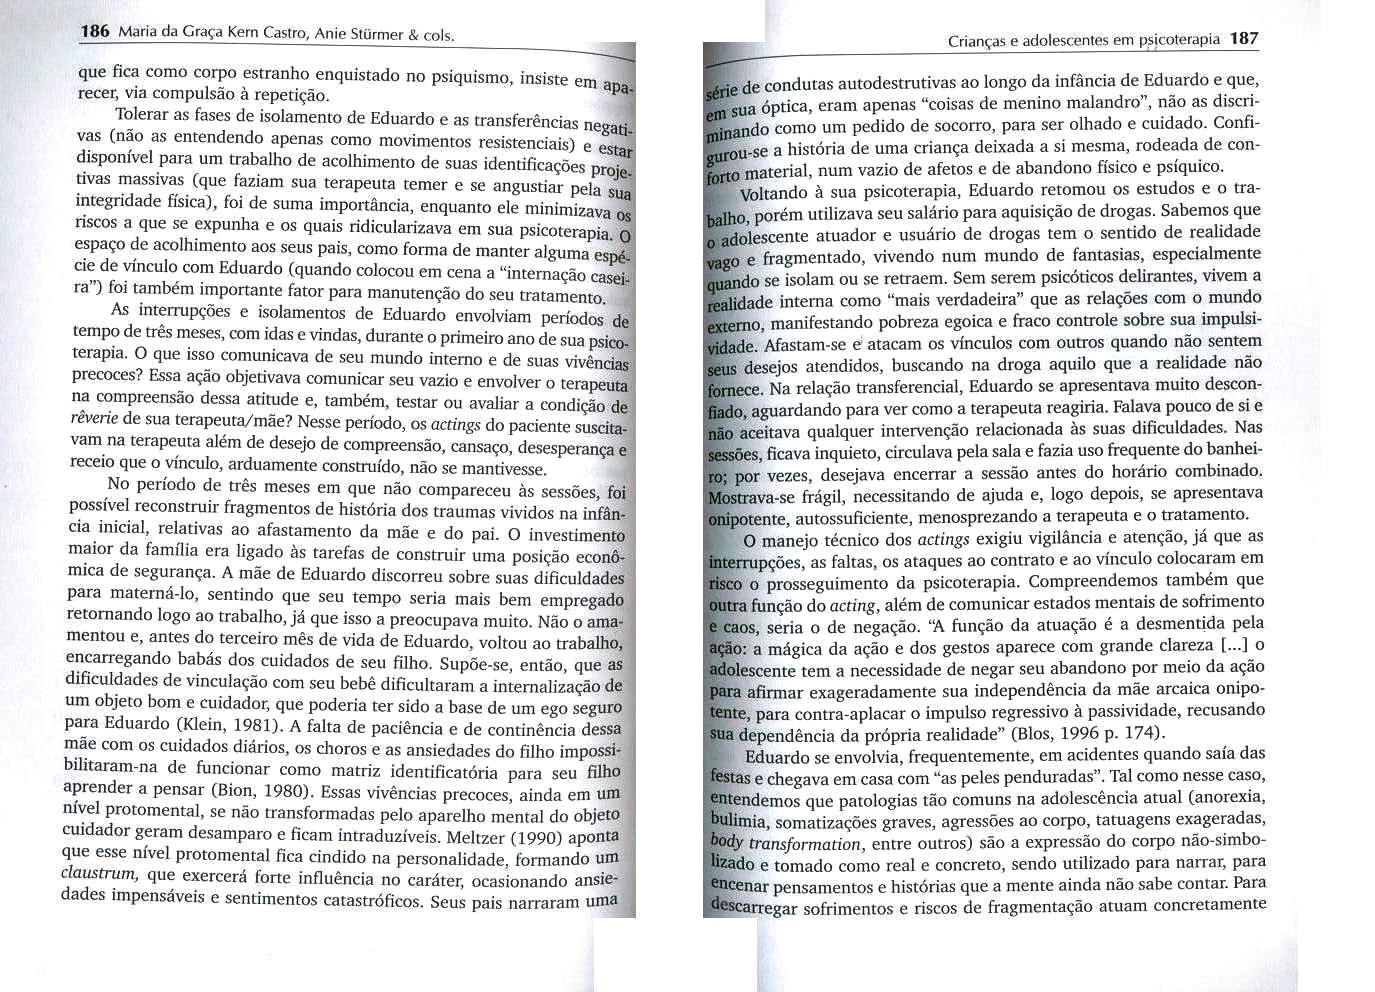 186 Maria da Graça Kern Castro, Anie Stürmer & cols.
que fica como corpo estranho enquistado no psiquismo, insiste em apa-
recer, via compulsão à repetição.
Tolerar as fases de isolamento de Eduardo e as transferências negati-
vas (não as entendendo apenas como movimentos resistenciais) e estar
disponível para um trabalho de acolhimento de suas identificações proje-
tivas massivas (que faziam sua terapeuta temer e se angustiar pela sua
integridade física), foi de suma importância, enquanto ele minimizava os
riscos a que se expunha e os quais ridicularizava em sua psicoterapia. O
espaço de acolhimento aos seus pais, como forma de manter alguma espé-
cie de vínculo com Eduardo (quando colocou em cena a “internação casei-
ra”) foi também importante fator para manutenção do seu tratamento.
As interrupções e isolamentos de Eduardo envolviam períodos de
tempo de três meses, com idas e vindas, durante o primeiro ano de sua psico-
terapia. O que isso comunicava de seu mundo interno e de suas vivências
precoces? Essa ação objetivava comunicar seu vazio e envolver o terapeuta
na compreensão dessa atitude e, também, testar ou avaliar a condição de
rêverie de sua terapeuta/mãe? Nesse período, os actings do paciente suscita-
vam na terapeuta além de desejo de compreensão, cansaço, desesperança e
receio que o vínculo, arduamente construído, não se mantivesse.
No período de três meses em que não compareceu às sessões, foi
possível reconstruir fragmentos de história dos traumas vividos na infân-
cia inicial, relativas ao afastamento da mãe e do pai. O investimento
maior da família era ligado às tarefas de construir uma posição econô-
mica de segurança. A mãe de Eduardo discorreu sobre suas dificuldades
para materná-lo, sentindo que seu tempo seria mais bem empregado
retornando logo ao trabalho, já que isso a preocupava muito. Não o ama-
mentou e, antes do terceiro mês de vida de Eduardo, voltou ao trabalho,
encarregando babás dos cuidados de seu filho. Supõe-se, então, que as
dificuldades de vinculação com seu bebê dificultaram a internalização de
um objeto bom e cuidador, que poderia ter sido a base de um ego seguro
para Eduardo (Klein, 1981). A falta de paciência e de continência dessa
mãe com os cuidados diários, os choros e as ansiedades do filho impossi-
bilitaram-na de funcionar como matriz identificatória para seu filho
aprender a pensar (Bion, 1980). Essas vivências precoces, ainda em um
nível protomental, se não transformadas pelo aparelho mental do objeto
cuidador geram desamparo e ficam intraduzíveis. Meltzer (1990) aponta
que esse nível protomental fica cindido na personalidade, formando um
claustrum, que exercerá forte influência no caráter, ocasionando ansie-
dades impensáveis e sentimentos catastróficos. Seus pais narraram uma
Crianças e adolescentes em psicoterapia 187
série de condutas autodestrutivas ao longo da infância de Eduardo e que,
em sua óptica, eram apenas “coisas de menino malandro”, não as discri-
minando como um pedido de socorro, para ser olhado e cuidado. Confi-
gurou-se a história de uma criança deixada a si mesma, rodeada de con-
forto material, num vazio de afetos e de abandono físico e psíquico.
Voltando à sua psicoterapia, Eduardo retomou os estudos e o tra-
balho, porém utilizava seu salário para aquisição de drogas. Sabemos que
o adolescente atuador e usuário de drogas tem o sentido de realidade
vago e fragmentado, vivendo num mundo de fantasias, especialmente
quando se isolam ou se retraem. Sem serem psicóticos delirantes, vivem a
realidade interna como “mais verdadeira” que as relações com o mundo
externo, manifestando pobreza egoica e fraco controle sobre sua impulsi-
vidade. Afastam-se e atacam os vínculos com outros quando não sentem
seus desejos atendidos, buscando na droga aquilo que a realidade não
fornece. Na relação transferencial, Eduardo se apresentava muito descon-
fiado, aguardando para ver como a terapeuta reagiria. Falava pouco de si e
não aceitava qualquer intervenção relacionada às suas dificuldades. Nas
sessões, ficava inquieto, circulava pela sala e fazia uso frequente do banhei-
ro; por vezes, desejava encerrar a sessão antes do horário combinado.
Mostrava-se frágil, necessitando de ajuda e, logo depois, se apresentava
onipotente, autossuficiente, menosprezando a terapeuta e o tratamento.
O manejo técnico dos actings exigiu vigilância e atenção, já que as
interrupções, as faltas, os ataques ao contrato e ao vínculo colocaram em
risco o prosseguimento da psicoterapia. Compreendemos também que
outra função do acting, além de comunicar estados mentais de sofrimento
e caos, seria o de negação. “A função da atuação é a desmentida pela
ação: a mágica da ação e dos gestos aparece com grande clareza [...] o
adolescente tem a necessidade de negar seu abandono por meio da ação
para afirmar exageradamente sua independência da mãe arcaica onipo-
tente, para contra-aplacar o impulso regressivo à passividade, recusando
sua dependência da própria realidade” (Blos, 1996 p. 174).
Eduardo se envolvia, frequentemente, em acidentes quando saía das
festas e chegava em casa com “as peles penduradas”. Tal como nesse caso,
entendemos que patologias tão comuns na adolescência atual (anorexia,
bulimia, somatizações graves, agressões ao corpo, tatuagens exageradas,
body transformation, entre outros) são a expressão do corpo não-simbo-
lizado e tomado como real e concreto, sendo utilizado para narrar, para
encenar pensamentos e histórias que a mente ainda não sabe contar. Para
descarregar sofrimentos e riscos de fragmentação atuam concretamente